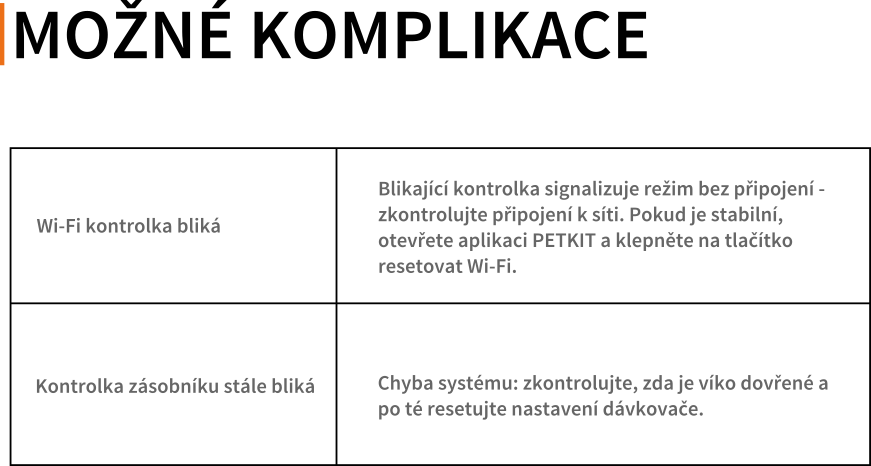 MOŽNÉ KOMPLIKACE
Wi-Fi kontrolka bliká
Blikající kontrolka signalizuje režim bez připojení -
zkontrolujte připojení k síti. Pokud je stabilní,
otevřete aplikaci PETKIT a klepněte na tlačítko
resetovat Wi-Fi.
Kontrolka zásobníku stále bliká
Chyba systému: zkontrolujte, zda je víko dovřené a
po té resetujte nastavení dávkovače.